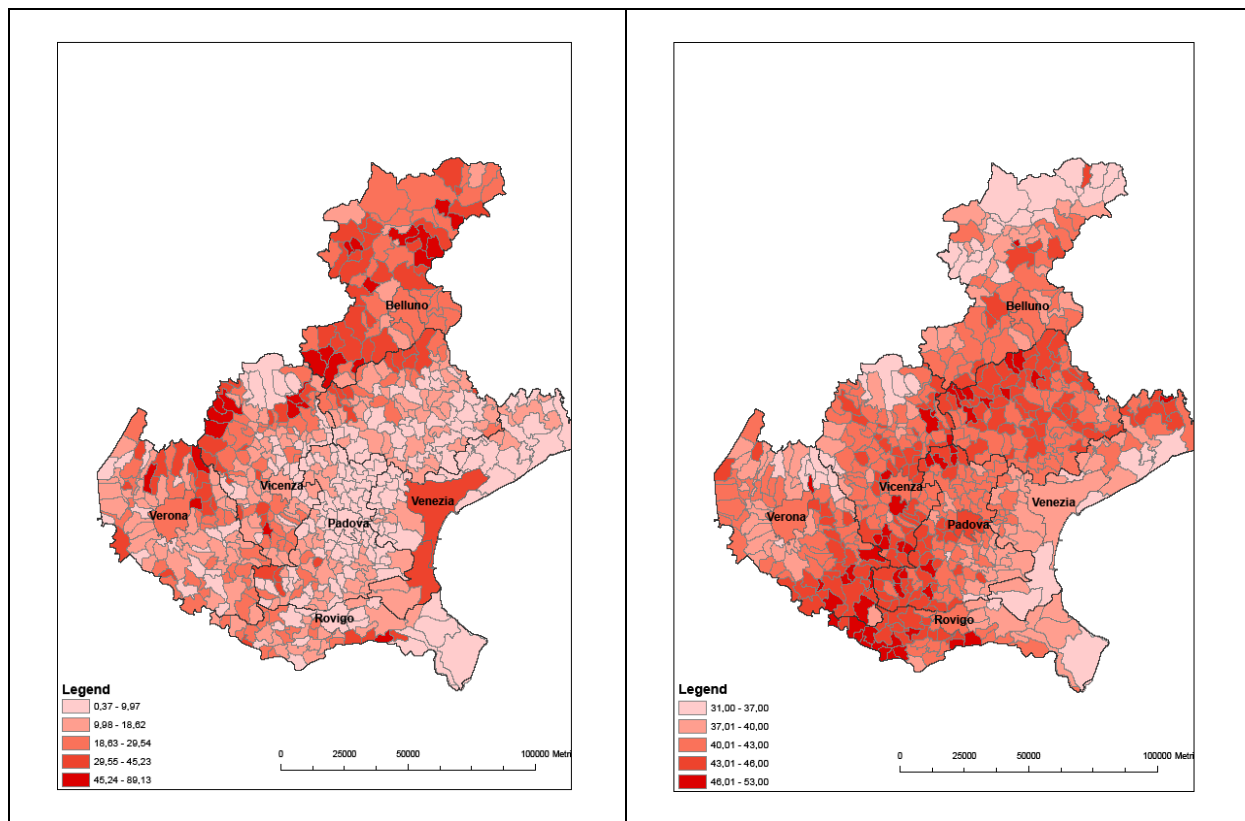 Belluno
Vicenza
Venezia
Verona
Padova
Rovigo
Legend
0,37 - 9,97
9,98 - 18,62
18,63 - 29,54
29,55 - 45,23
45,24 - 89,13
0 25000 50000 100000 Metri
Belluno
Vicenza
Venezia
Verona
Padova
Rovigo
Legend
31,00 - 37,00
37,01 - 40,00
40,01 - 43,00
43,01 - 46,00
46,01 - 53,00
0 25000 50000 100000 Metri